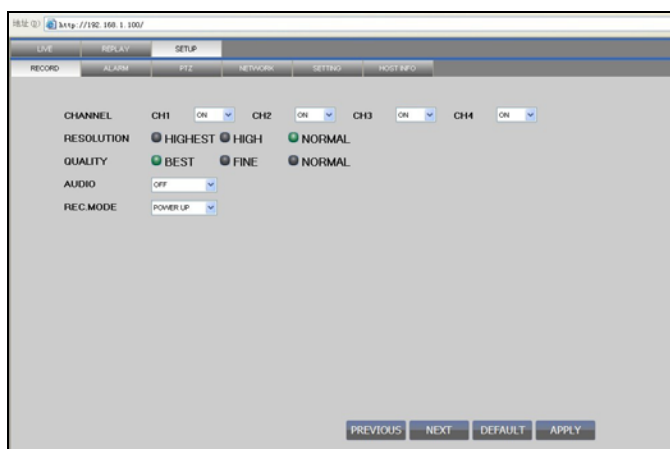 地址(D) http://192.168.1.100/
LIVE REPLAY SETUP
RECORD ALARM PTZ NETWORK SETTING HOST INFO
CHANNEL CH1 ON CH2 ON CH3 ON CH4 ON
RESOLUTION HIGHEST HIGH NORMAL
QUALITY BEST FINE NORMAL
AUDIO OFF
REC.MODE POWER UP
PREVIOUS NEXT DEFAULT APPLY